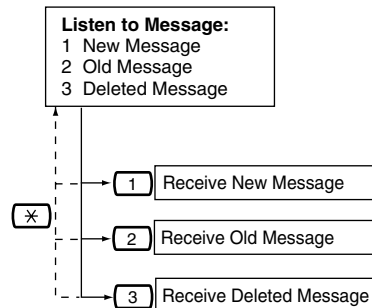 Listen to Message:
1 New Message
2 Old Message
3 Deleted Message
1 Receive New Message
2 Receive Old Message
3 Receive Deleted Message